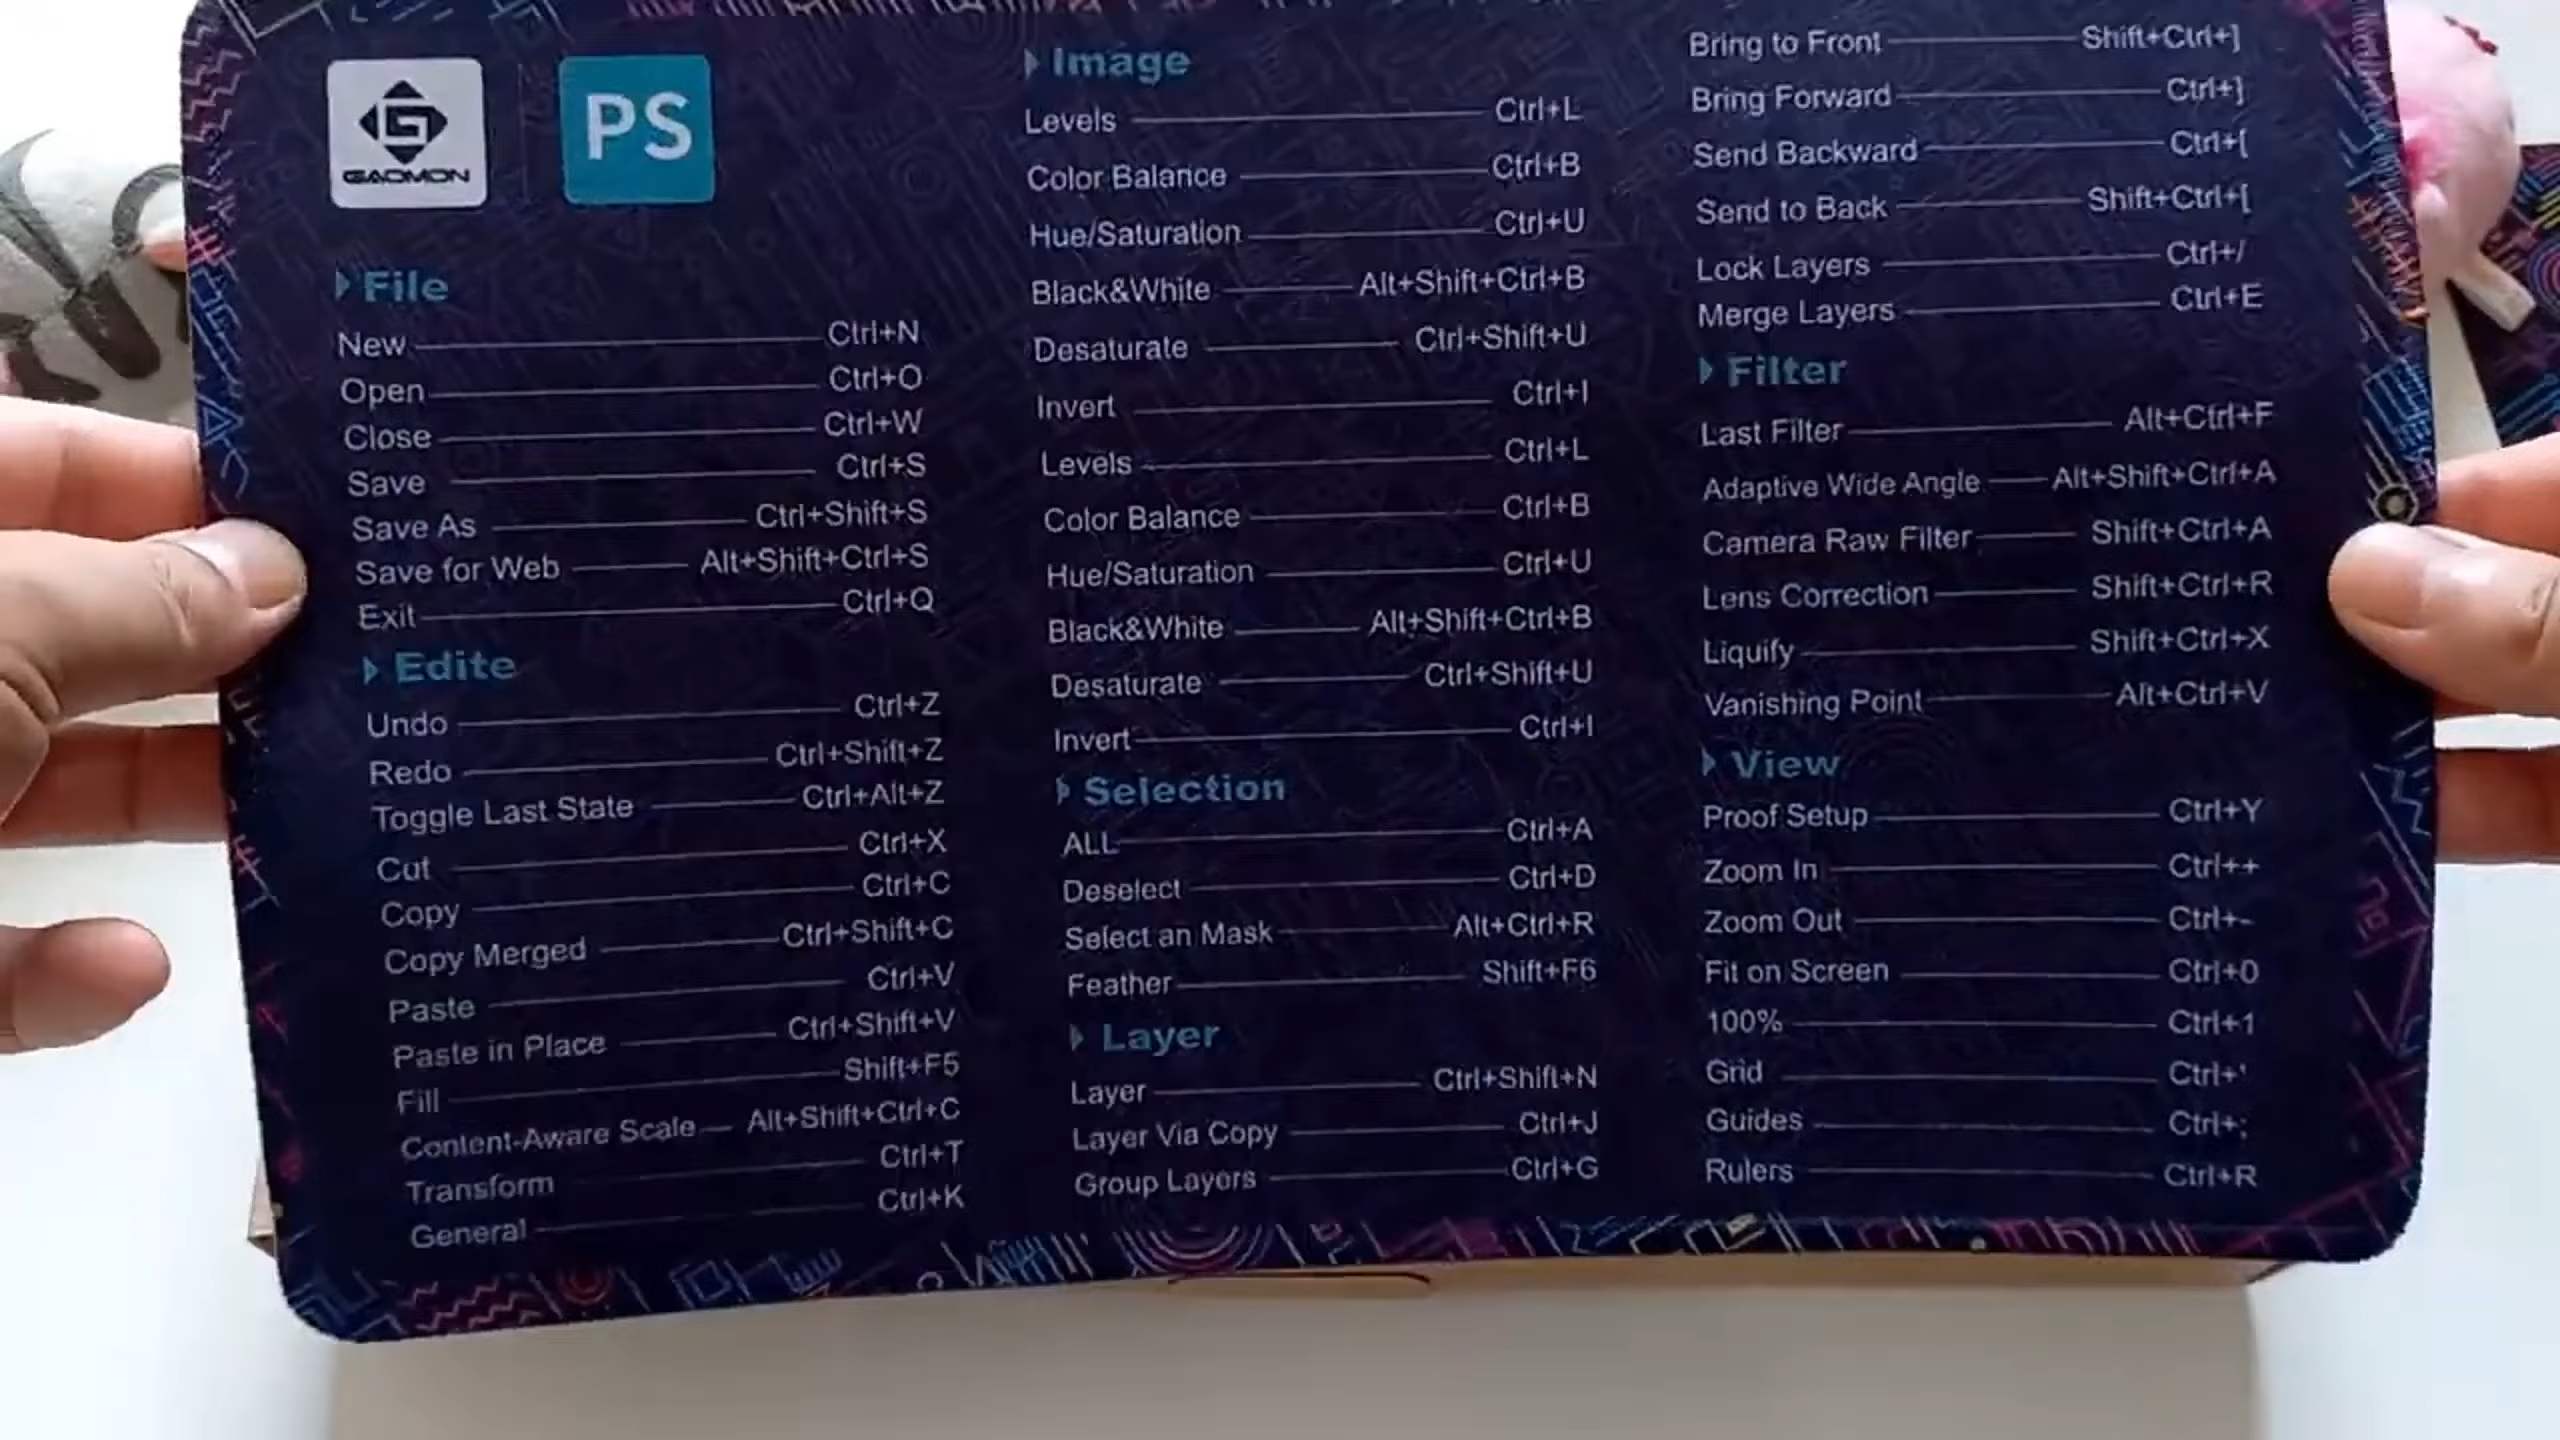 GAOMON
PS
File
New Ctrl+N
Open Ctrl+O
Close Ctrl+W
Save Ctrl+S
Save As Ctrl+Shift+S
Save for Web Alt+Shift+Ctrl+S
Exit Ctrl+Q
Edite
Undo Ctrl+Z
Redo Ctrl+Shift+Z
Toggle Last State Ctrl+Alt+Z
Cut Ctrl+X
Copy Ctrl+C
Copy Merged Ctrl+Shift+C
Paste Ctrl+V
Paste in Place Ctrl+Shift+V
Fill Shift+F5
Content-Aware Scale Alt+Shift+Ctrl+C
Transform Ctrl+T
General Ctrl+K
Image
Levels Ctrl+L
Color Balance Ctrl+B
Hue/Saturation Ctrl+U
Black&White Alt+Shift+Ctrl+B
Desaturate Ctrl+Shift+U
Invert Ctrl+I
Levels Ctrl+L
Color Balance Ctrl+B
Hue/Saturation Ctrl+U
Black&White Alt+Shift+Ctrl+B
Desaturate Ctrl+Shift+U
Invert Ctrl+I
Selection
ALL Ctrl+A
Deselect Ctrl+D
Select an Mask Alt+Ctrl+R
Feather Shift+F6
Layer
Layer Ctrl+Shift+N
Layer Via Copy Ctrl+J
Group Layers Ctrl+G
Bring to Front Shift+Ctrl+]
Bring Forward Ctrl+]
Send Backward Ctrl+[
Send to Back Shift+Ctrl+[
Lock Layers Ctrl+/
Merge Layers Ctrl+E
Filter
Last Filter Alt+Ctrl+F
Adaptive Wide Angle Alt+Shift+Ctrl+A
Camera Raw Filter Shift+Ctrl+A
Lens Correction Shift+Ctrl+R
Liquify Shift+Ctrl+X
Vanishing Point Alt+Ctrl+V
View
Proof Setup Ctrl+Y
Zoom In Ctrl++
Zoom Out Ctrl+-
Fit on Screen Ctrl+0
100% Ctrl+1
Grid Ctrl+'
Guides Ctrl+;
Rulers Ctrl+R